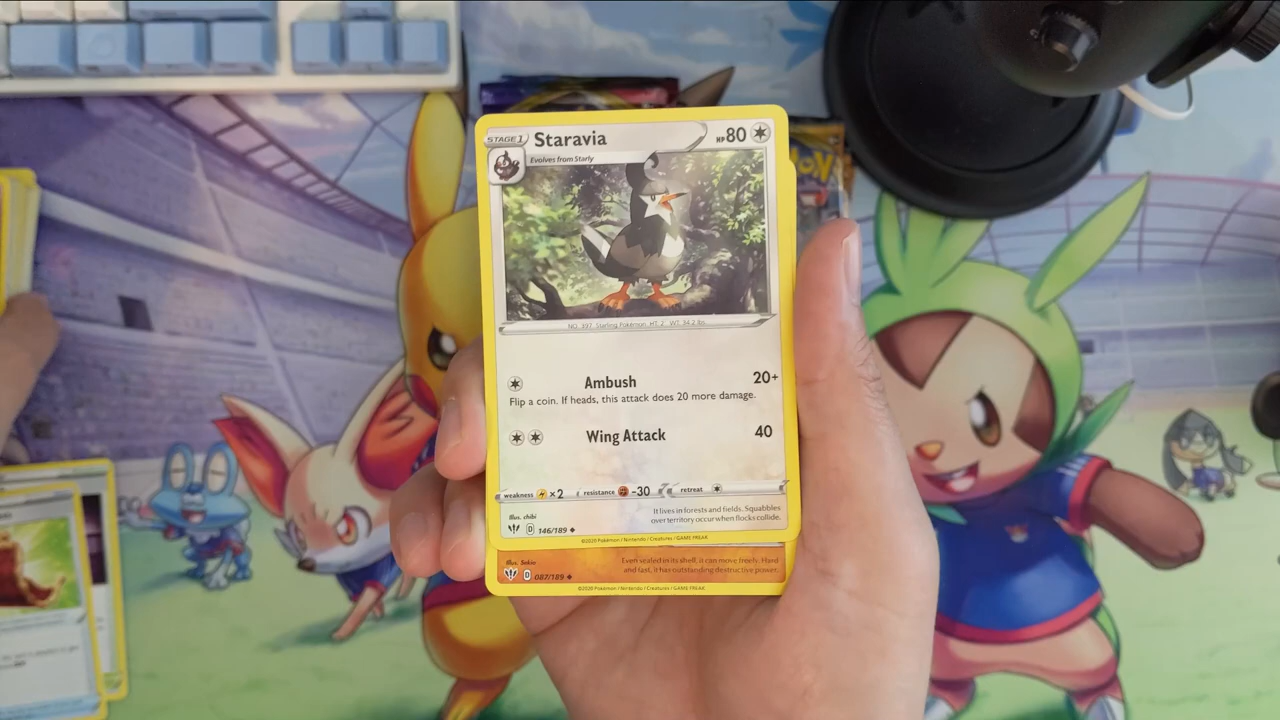 STAGE 1 Staravia HP 80
Evolves from Starly
NO. 397 Starling Pokémon HT: 2' WT: 34.2 lbs.
Ambush 20+
Flip a coin. If heads, this attack does 20 more damage.
Wing Attack 40
weakness ×2 resistance -30 retreat
Illus. chibi
It lives in forests and fields. Squabbles
over territory occur when flocks collide.
D 146/189
©2020 Pokémon / Nintendo / Creatures / GAME FREAK
Illus. Sekio
Even sealed in its shell, it can move freely. Hard
and fast, it has outstanding destructive power.
D 087/189
©2020 Pokémon / Nintendo / Creatures / GAME FREAK